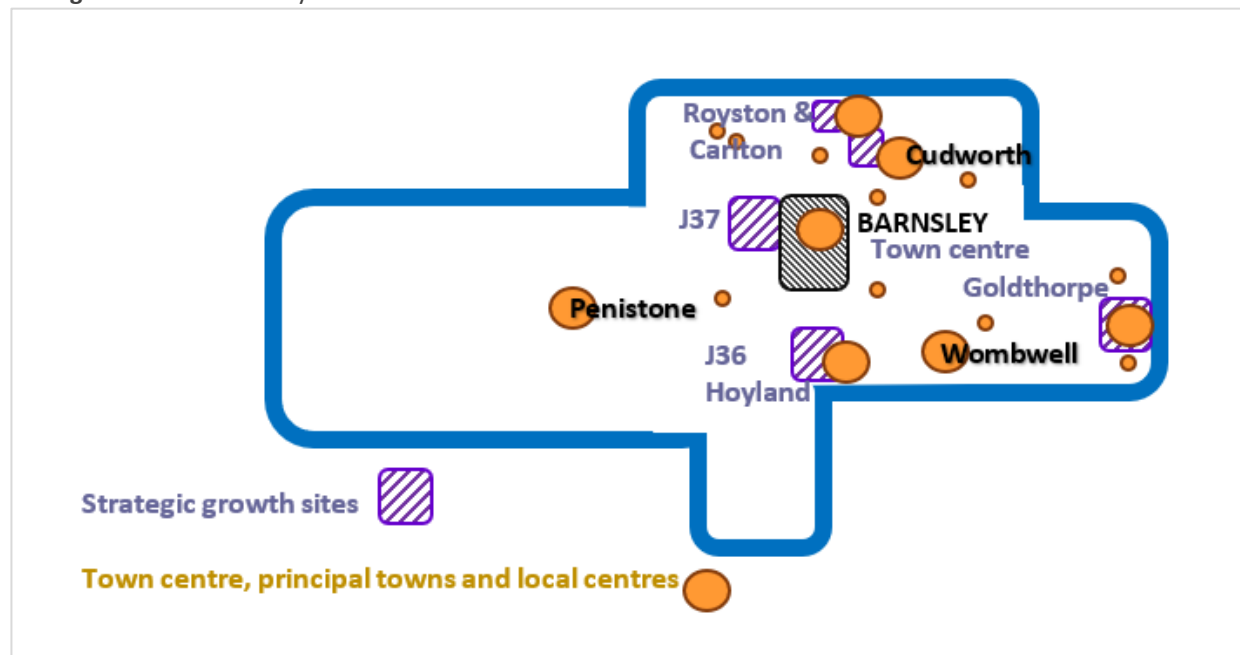 Royston &
Carlton
Cudworth
J37
BARNSLEY
Town centre
Goldthorpe
Penistone
J36
Hoyland
Wombwell
Strategic growth sites
Town centre, principal towns and local centres